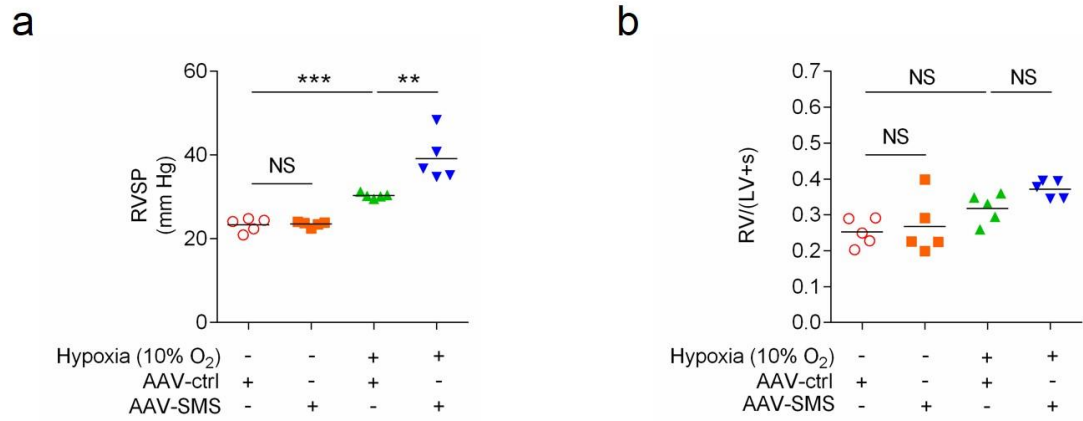 a
60
40
20
0
RVSP
(mm Hg)
***
**
NS
Hypoxia (10% O₂) - - + +
AAV-ctrl + - + -
AAV-SMS - + - +
b
0.7
0.6
0.5
0.4
0.3
0.2
0.1
0.0
RV/(LV+s)
NS
NS
NS
Hypoxia (10% O₂) - - + +
AAV-ctrl + - + -
AAV-SMS - + - +